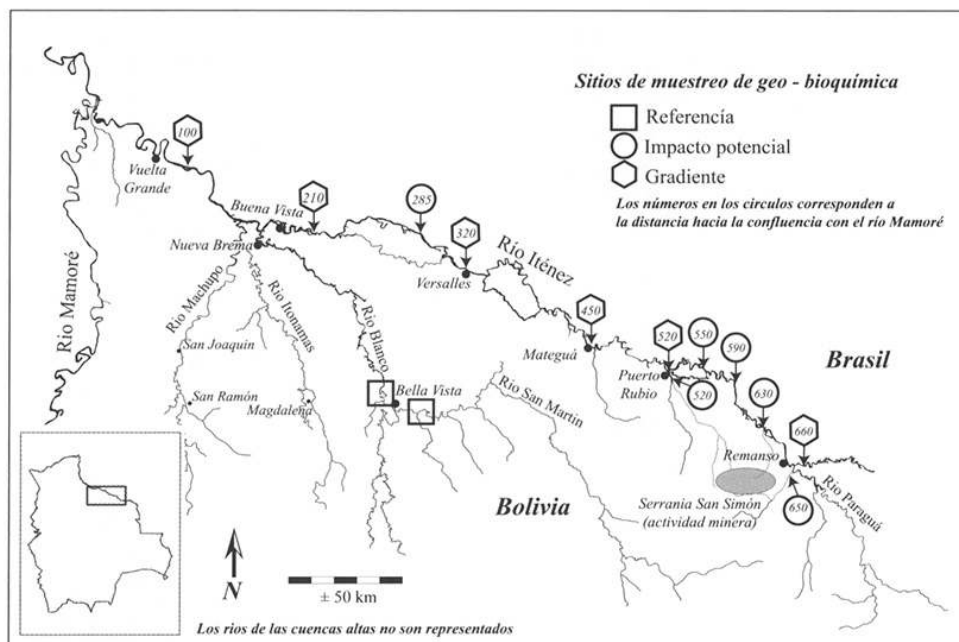 Sitios de muestreo de geo - bioquímica
Referencía
Impacto potencial
Gradiente
Los números en los circulos corresponden a
la distancia hacia la confluencia con el río Mamoré
100
Vuelta
Grande
Buena Vista
210
285
320
Nueva Brema
Versalles
Río Iténez
Río Mamoré
Río Machupo
Río Itonamas
Río Blanco
450
520
550
590
Brasil
San Joaquín
Mateguá
Puerto
Rubio
520
630
San Ramón
Magdalena
Bella Vista
Río San Martin
660
Remanso
Bolivia
Serrania San Simón
(actividad minera)
650
Río Paraguá
N
± 50 km
Los rios de las cuencas altas no son representados